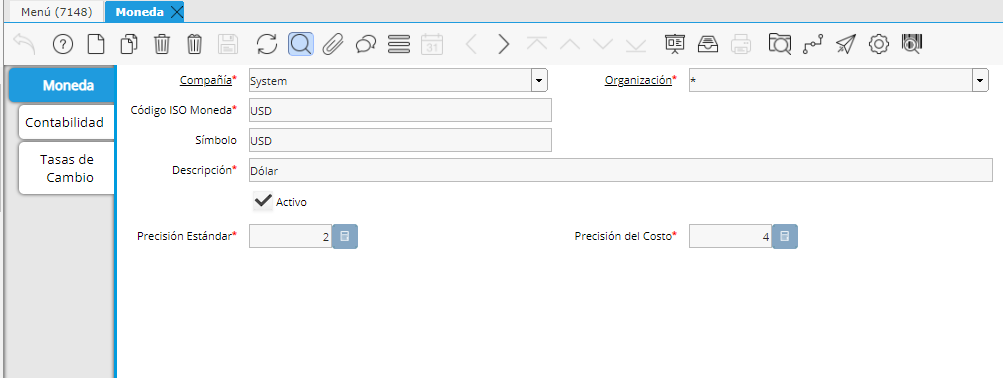 Menú (7148) Moneda
31
Moneda
Contabilidad
Tasas de
Cambio
Compañía* System Organización* *
Código ISO Moneda* USD
Símbolo USD
Descripción* Dólar
Activo
Precisión Estándar* 2 Precisión del Costo* 4